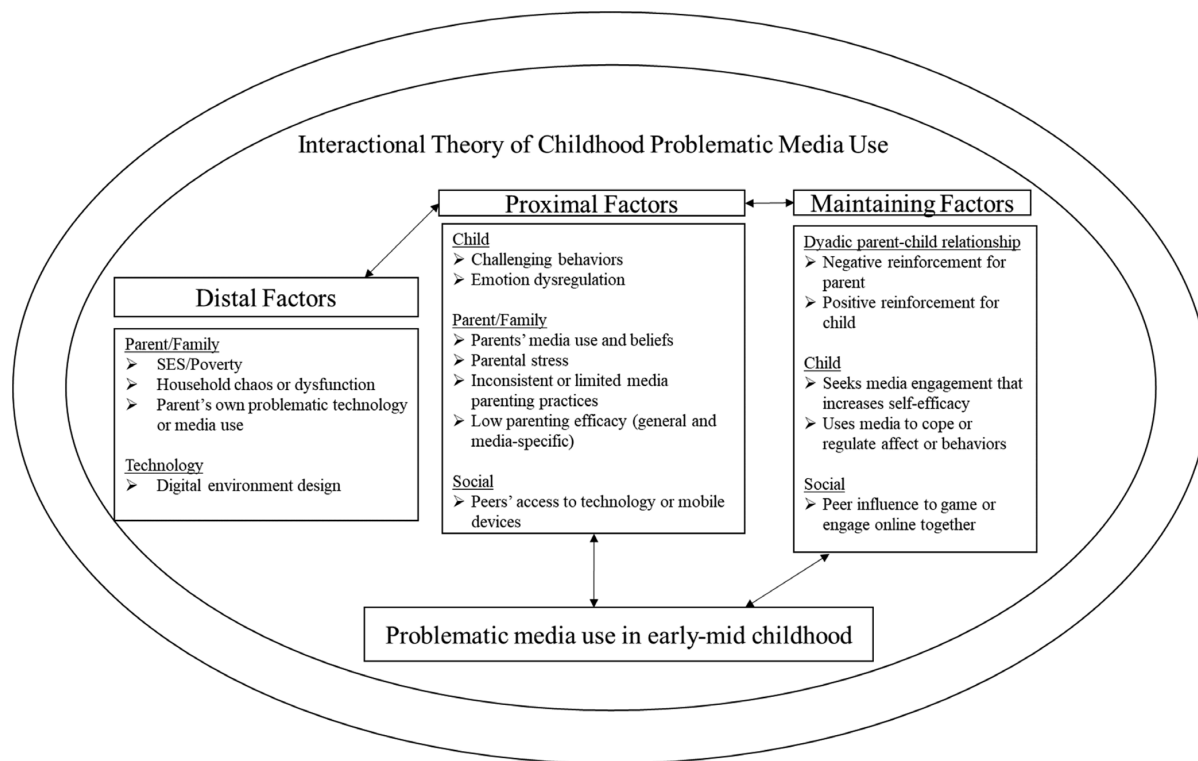 Interactional Theory of Childhood Problematic Media Use
Distal Factors
Parent/Family
➢ SES/Poverty
➢ Household chaos or dysfunction
➢ Parent’s own problematic technology
or media use
Technology
➢ Digital environment design
Proximal Factors
Child
➢ Challenging behaviors
➢ Emotion dysregulation
Parent/Family
➢ Parents’ media use and beliefs
➢ Parental stress
➢ Inconsistent or limited media
parenting practices
➢ Low parenting efficacy (general and
media-specific)
Social
➢ Peers’ access to technology or mobile
devices
Maintaining Factors
Dyadic parent-child relationship
➢ Negative reinforcement for
parent
➢ Positive reinforcement for
child
Child
➢ Seeks media engagement that
increases self-efficacy
➢ Uses media to cope or
regulate affect or behaviors
Social
➢ Peer influence to game or
engage online together
Problematic media use in early-mid childhood